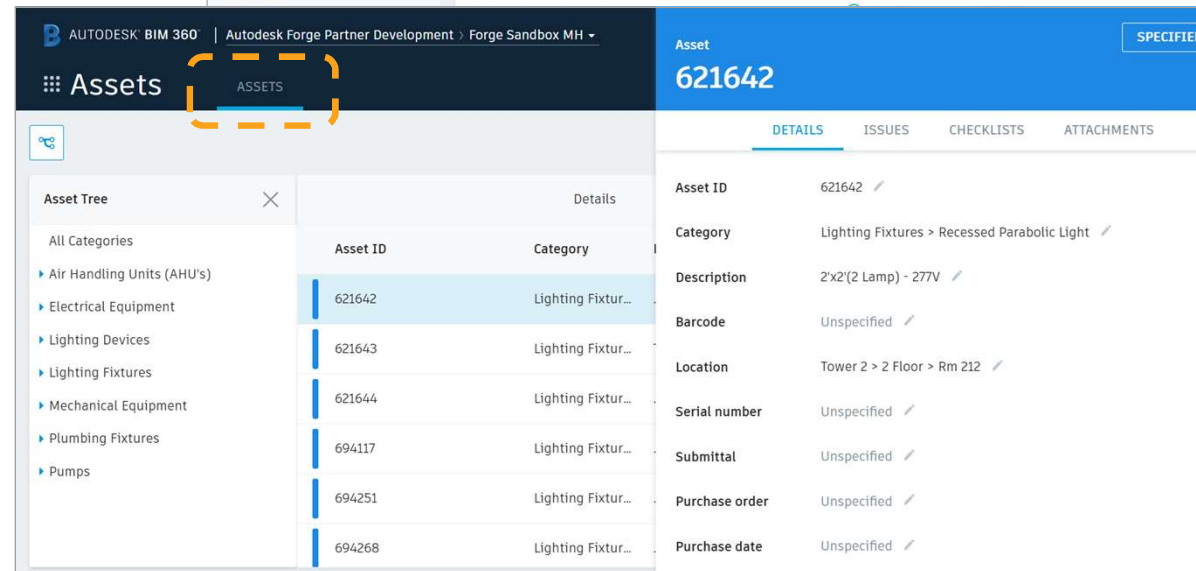 AUTODESK® BIM 360™ | Autodesk Forge Partner Development > Forge Sandbox MH
Assets
ASSETS
Asset
621642
DETAILS ISSUES CHECKLISTS ATTACHMENTS
Asset Tree
All Categories
Air Handling Units (AHU's)
Electrical Equipment
Lighting Devices
Lighting Fixtures
Mechanical Equipment
Plumbing Fixtures
Pumps
Details
Asset ID Category
621642 Lighting Fixtur...
621643 Lighting Fixtur...
621644 Lighting Fixtur...
694117 Lighting Fixtur...
694251 Lighting Fixtur...
694268 Lighting Fixtur...
Asset ID 621642
Category Lighting Fixtures > Recessed Parabolic Light
Description 2'x2'(2 Lamp) - 277V
Barcode Unspecified
Location Tower 2 > 2 Floor > Rm 212
Serial number Unspecified
Submittal Unspecified
Purchase order Unspecified
Purchase date Unspecified